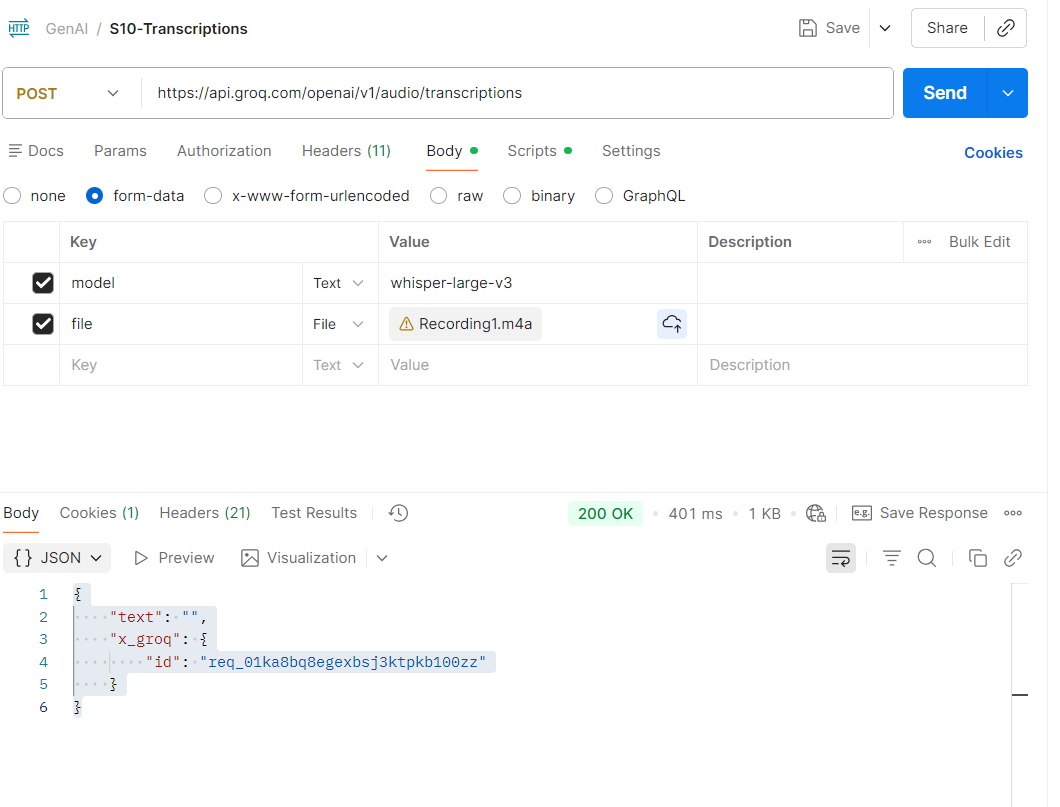 HTTP GenAI / S10-Transcriptions Save Share
POST https://api.groq.com/openai/v1/audio/transcriptions Send
Docs Params Authorization Headers (11) Body Scripts Settings Cookies
none form-data x-www-form-urlencoded raw binary GraphQL
Key Value Description Bulk Edit
model Text whisper-large-v3
file File Recording1.m4a
Key Text Value Description
Body Cookies (1) Headers (21) Test Results 200 OK 401 ms 1 KB e.g. Save Response
{} JSON Preview Visualization
1 {
2 "text": "",
3 "x_groq": {
4 "id": "req_01ka8bq8egexbsj3ktpkb100zz"
5 }
6 }